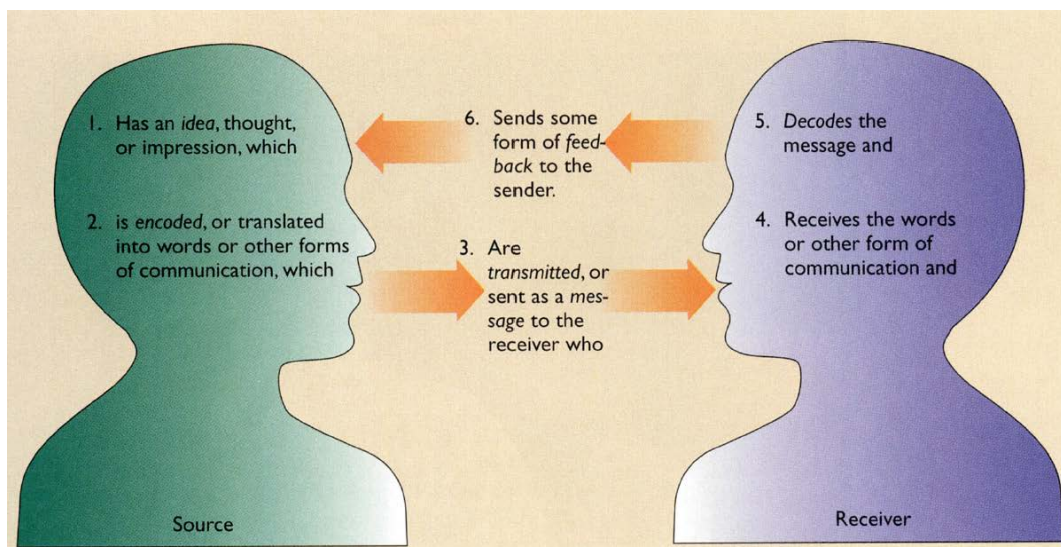 1. Has an idea, thought,
or impression, which
2. is encoded, or translated
into words or other forms
of communication, which
3. Are
transmitted, or
sent as a mes-
sage to the
receiver who
4. Receives the words
or other form of
communication and
5. Decodes the
message and
6. Sends some
form of feed-
back to the
sender.
Source
Receiver